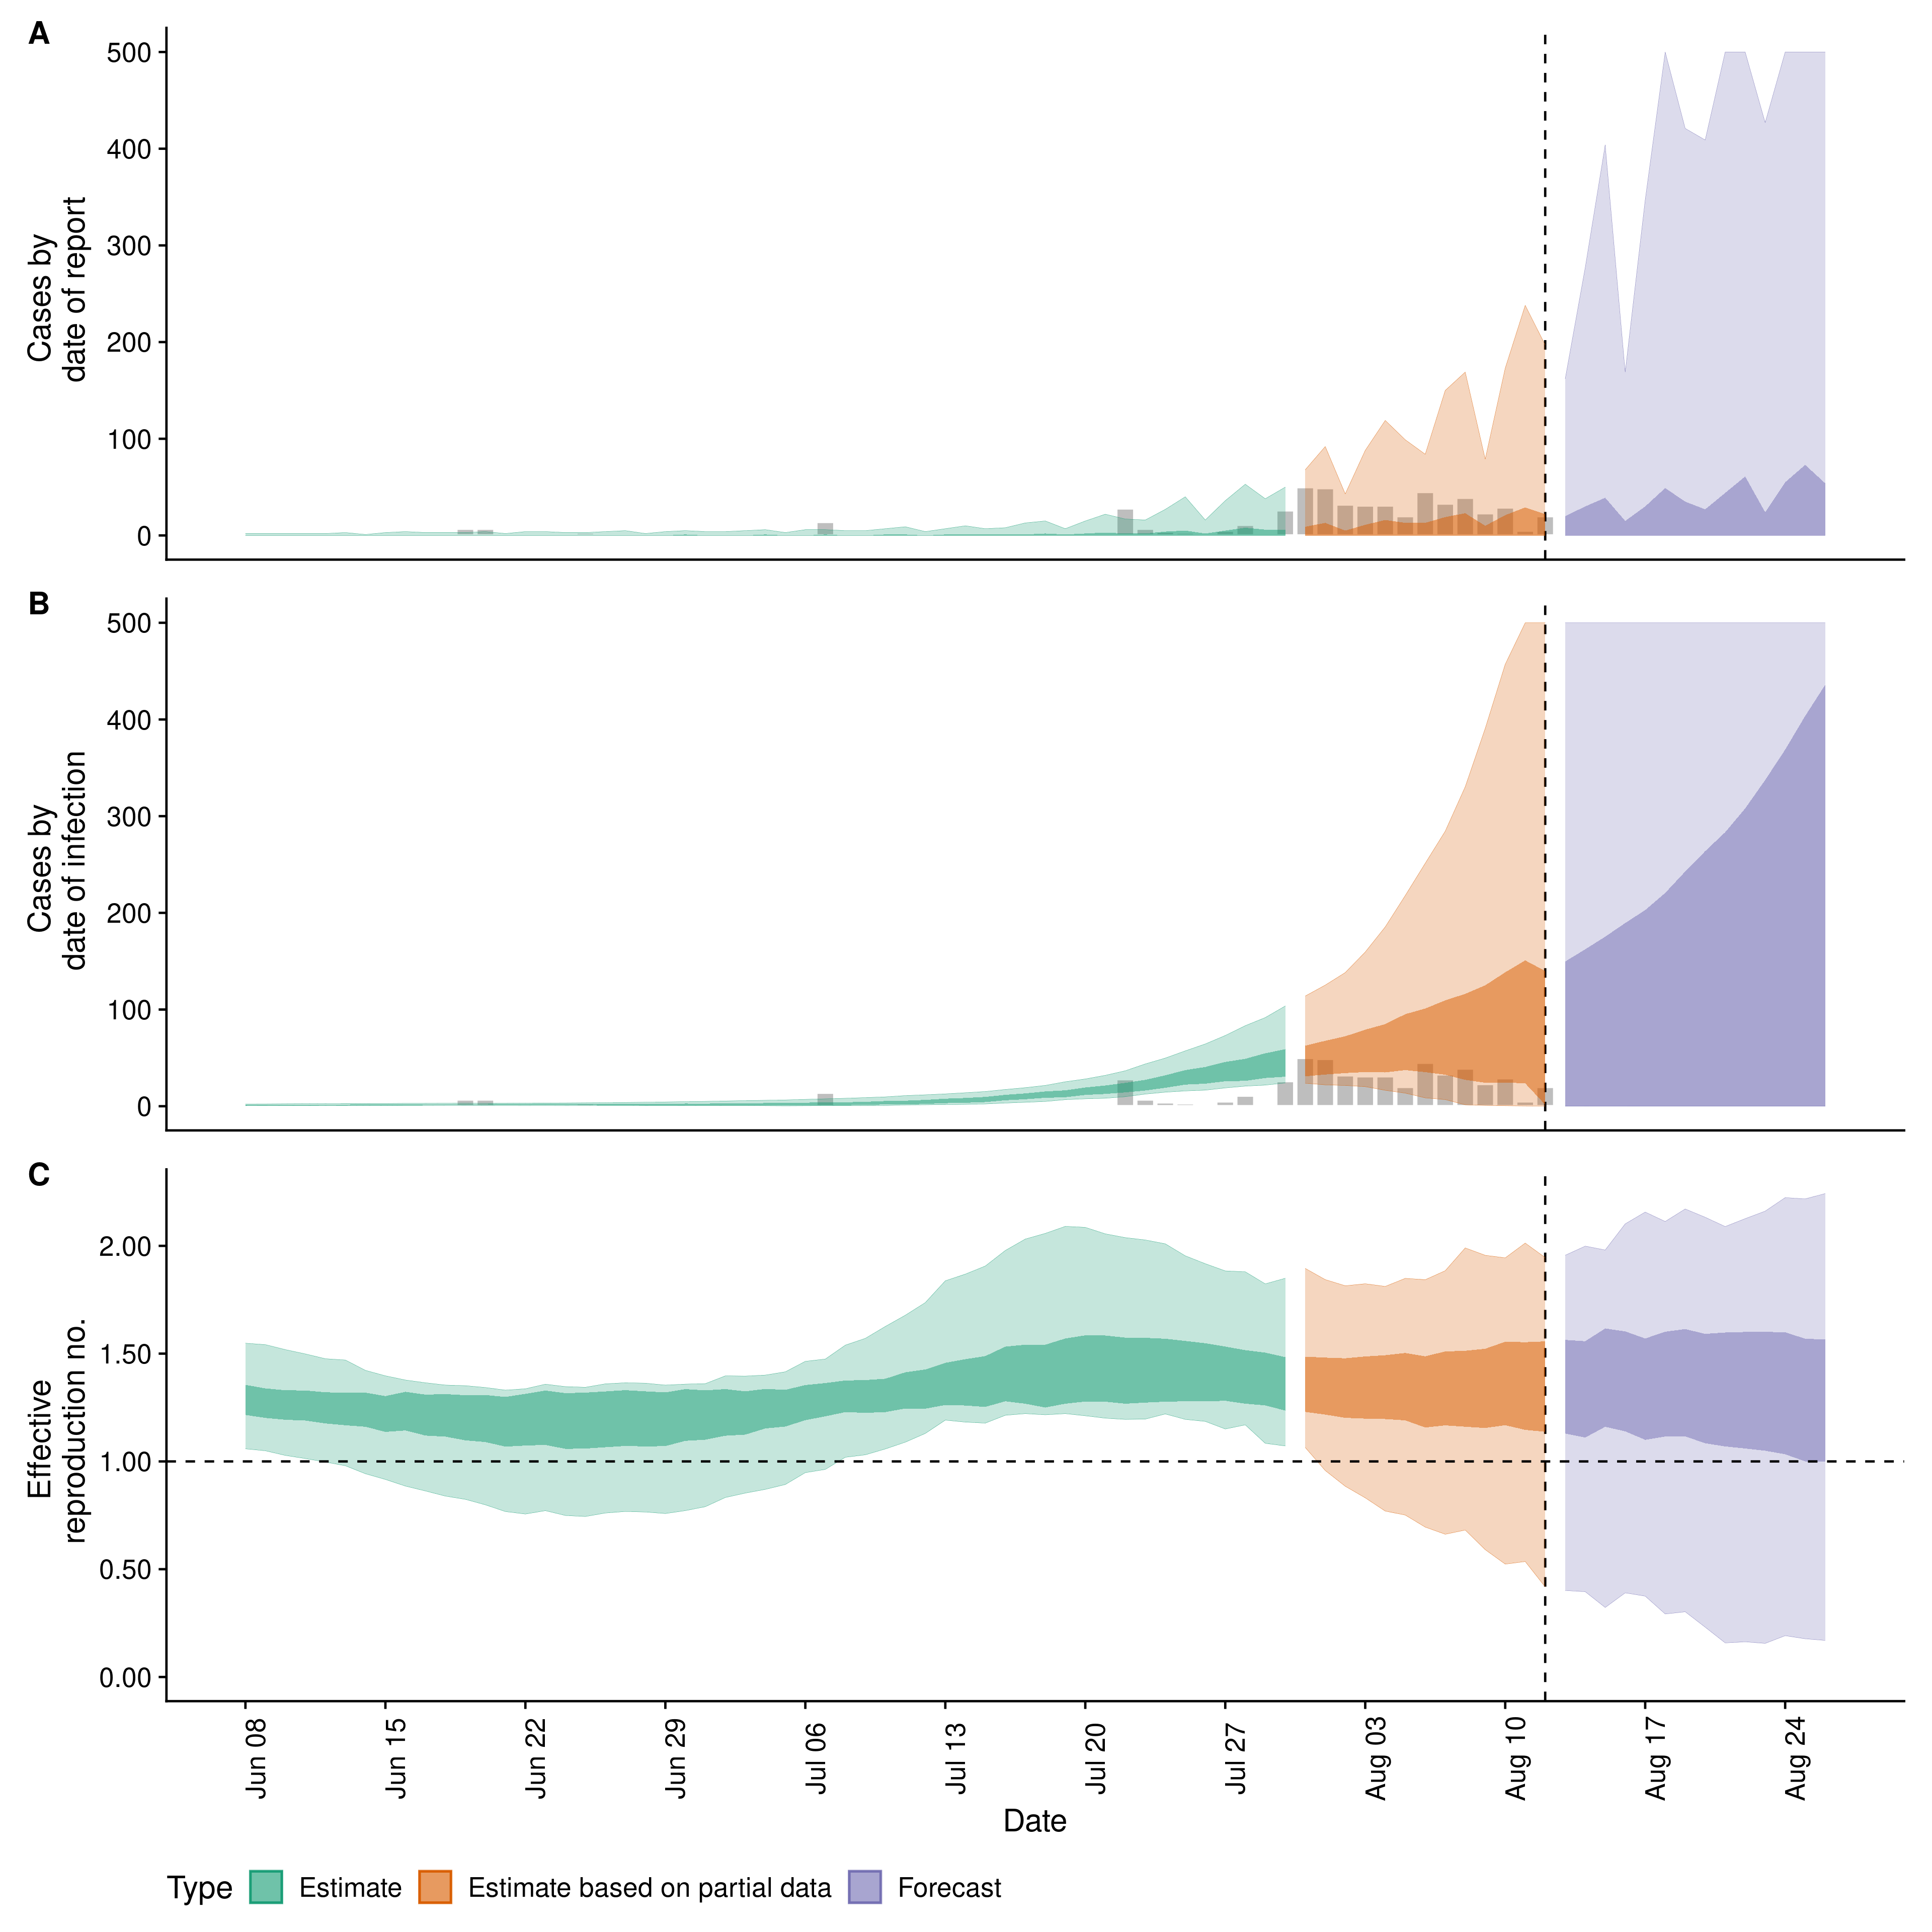 A
500
400
300
200
100
0
Cases by
date of report
B
500
400
300
200
100
0
Cases by
date of infection
C
2.00
1.50
1.00
0.50
0.00
Effective
reproduction no.
Jun 08
Jun 15
Jun 22
Jun 29
Jul 06
Jul 13
Jul 20
Jul 27
Aug 03
Aug 10
Aug 17
Aug 24
Date
Type Estimate Estimate based on partial data Forecast